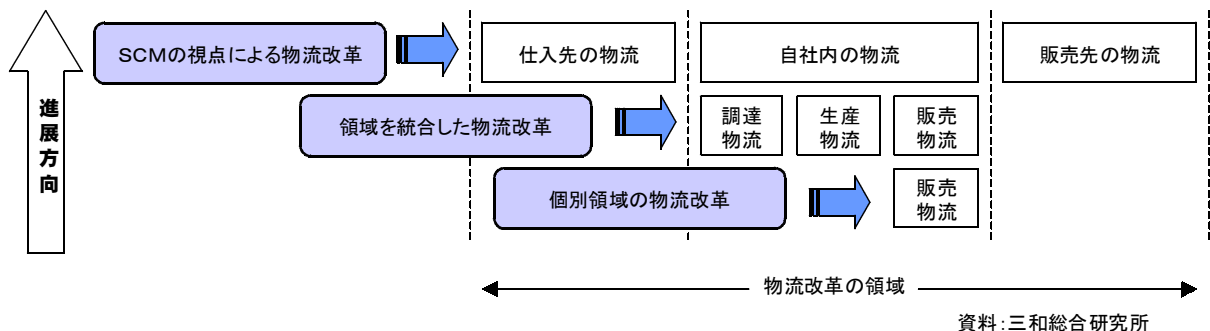 進展方向
SCMの視点による物流改革
仕入先の物流
自社内の物流
販売先の物流
領域を統合した物流改革
調達
物流
生産
物流
販売
物流
個別領域の物流改革
販売
物流
物流改革の領域
資料:三和総合研究所